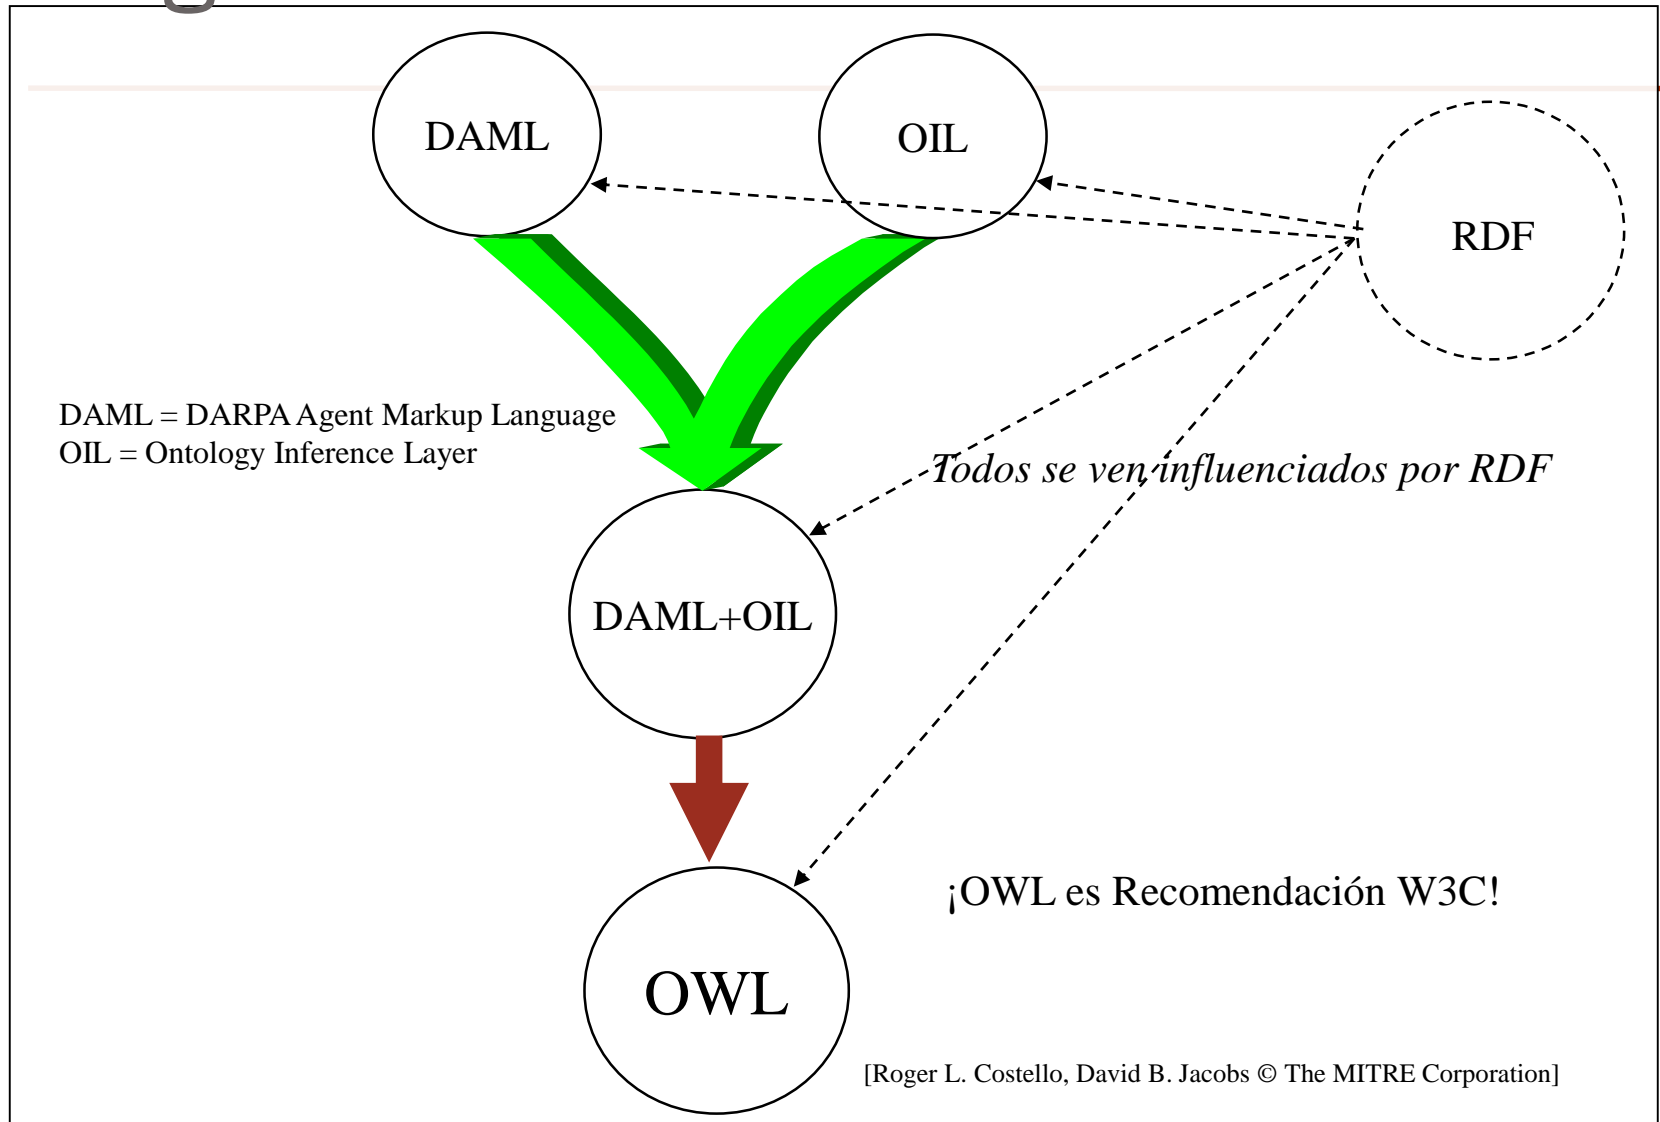 DAML
OIL
RDF
DAML = DARPA Agent Markup Language
OIL = Ontology Inference Layer
Todos se ven influenciados por RDF
DAML+OIL
¡OWL es Recomendación W3C!
OWL
[Roger L. Costello, David B. Jacobs © The MITRE Corporation]